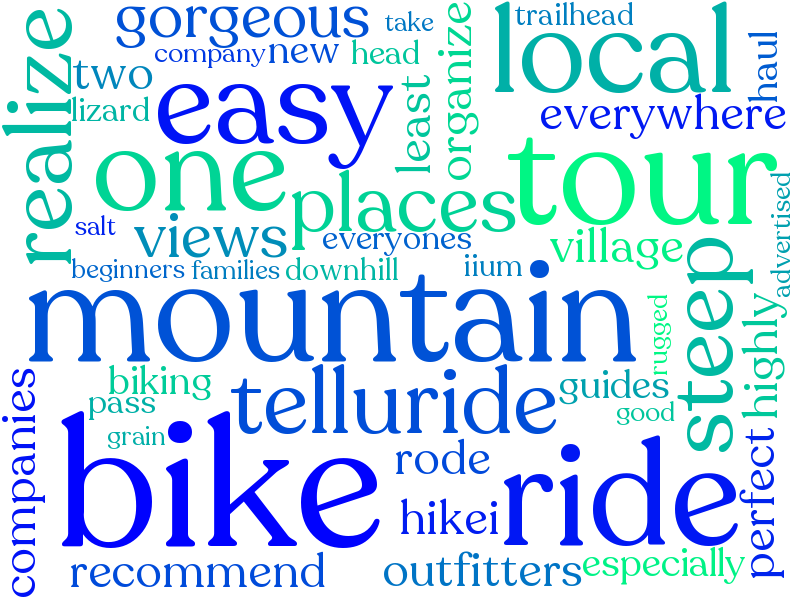 gorgeous
take
trailhead
company
new
head
local
realize
two
lizard
easy
least
organize
everywhere
haul
one
places
tour
salt
views
everyones
village
advertised
beginners
families
downhill
iium
mountain
steep
rugged
highly
companies
biking
pass
grain
telluride
guides
good
rode
bike
ride
hikei
perfect
recommend
outfitters
especially